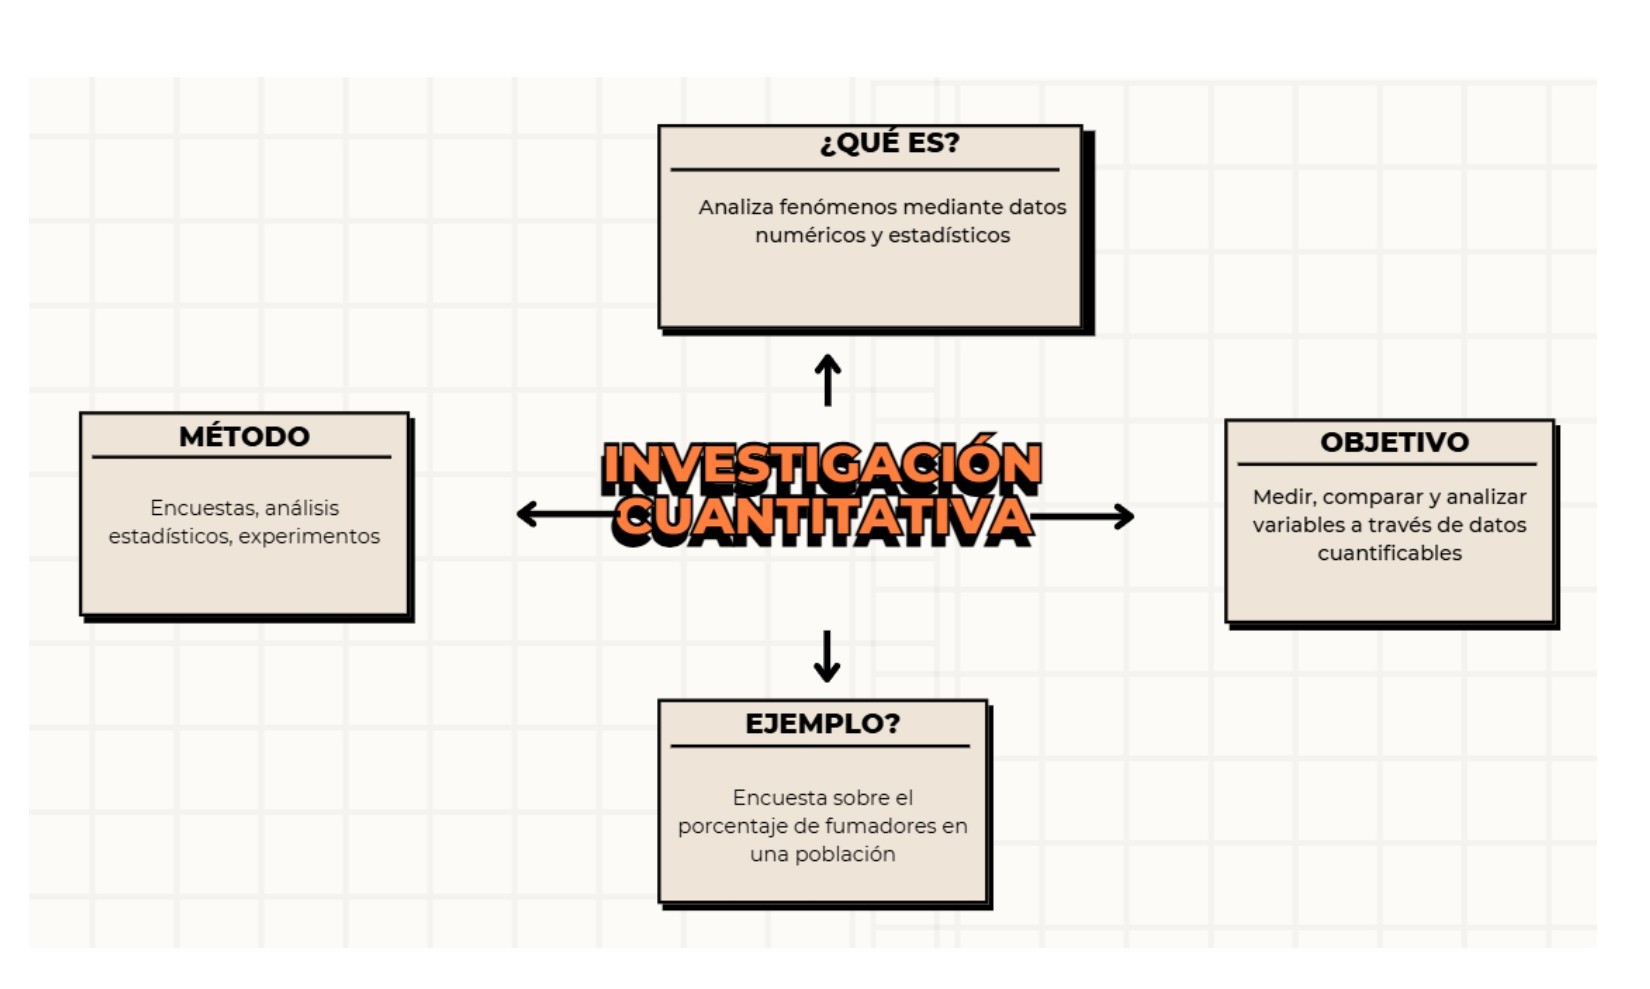 ¿QUÉ ES?
Analiza fenómenos mediante datos
numéricos y estadísticos
MÉTODO
Encuestas, análisis
estadísticos, experimentos
INVESTIGACIÓN
CUANTITATIVA
OBJETIVO
Medir, comparar y analizar
variables a través de datos
cuantificables
EJEMPLO?
Encuesta sobre el
porcentaje de fumadores en
una población